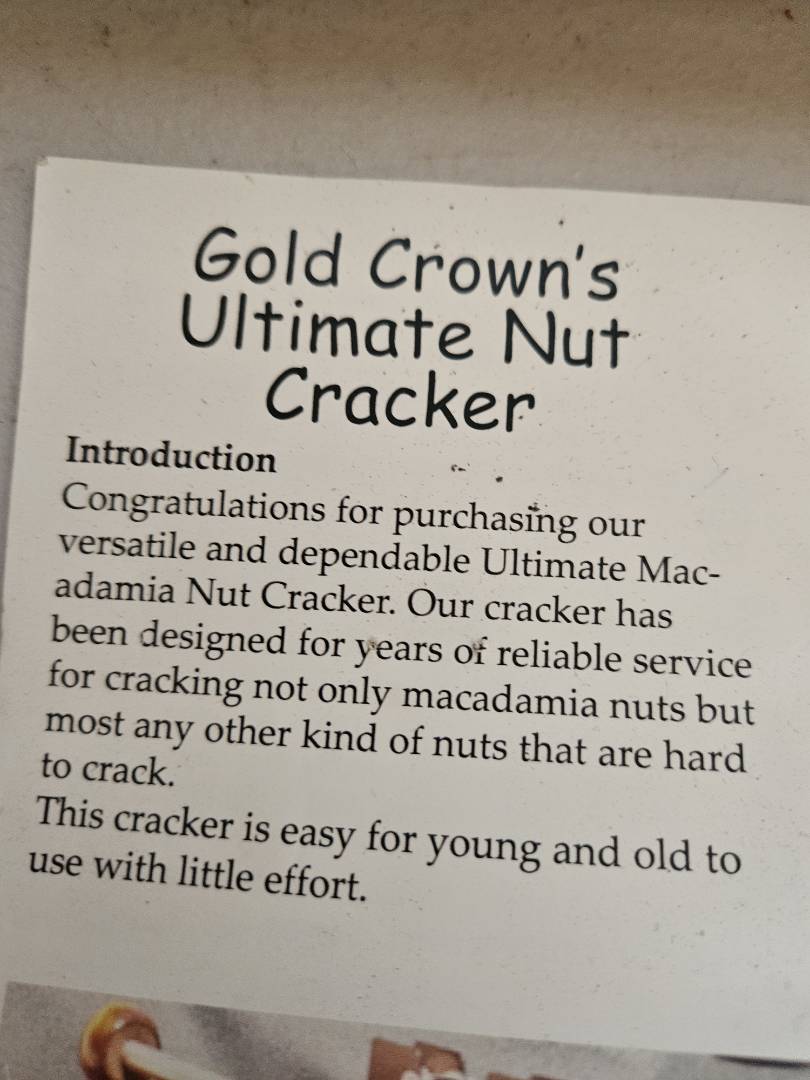 Gold Crown's
Ultimate Nut
Cracker
Introduction
Congratulations for purchasing our
versatile and dependable Ultimate Mac-
adamia Nut Cracker. Our cracker has
been designed for years of reliable service
for cracking not only macadamia nuts but
most any other kind of nuts that are hard
to crack.
This cracker is easy for young and old to
use with little effort.